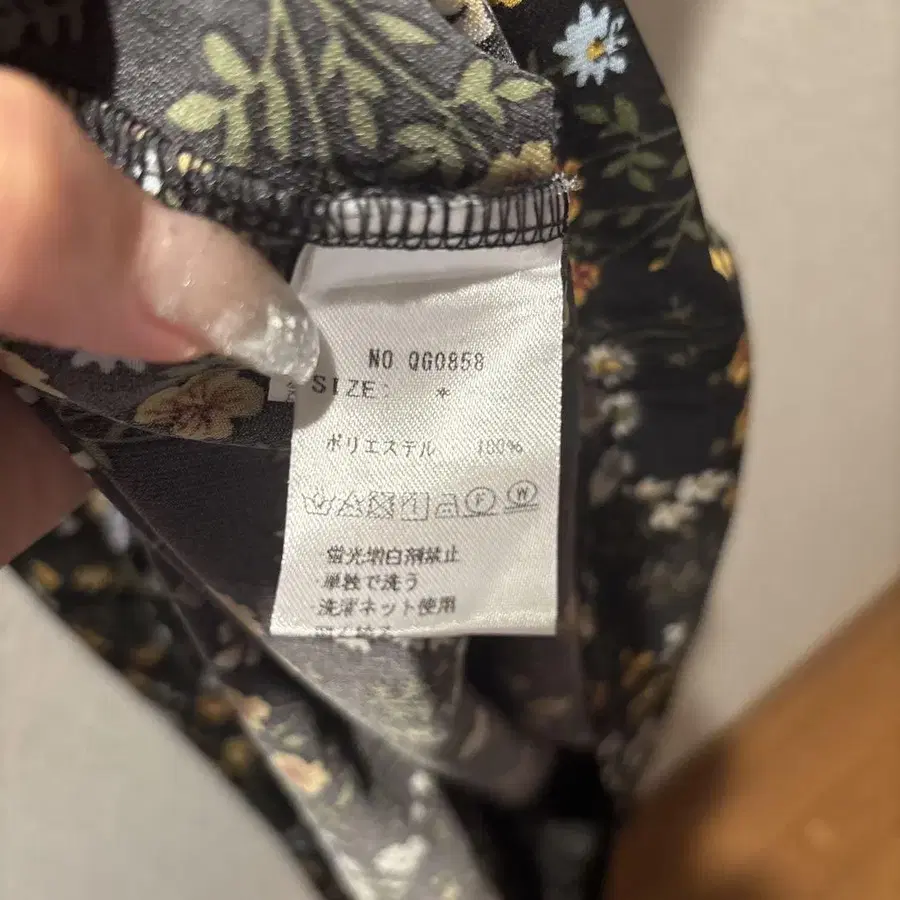 NO QG0858
SIZE: *
ポリエステル 100%
F W
蛍光増白剤禁止
・単独で洗う
・洗濯ネット使用